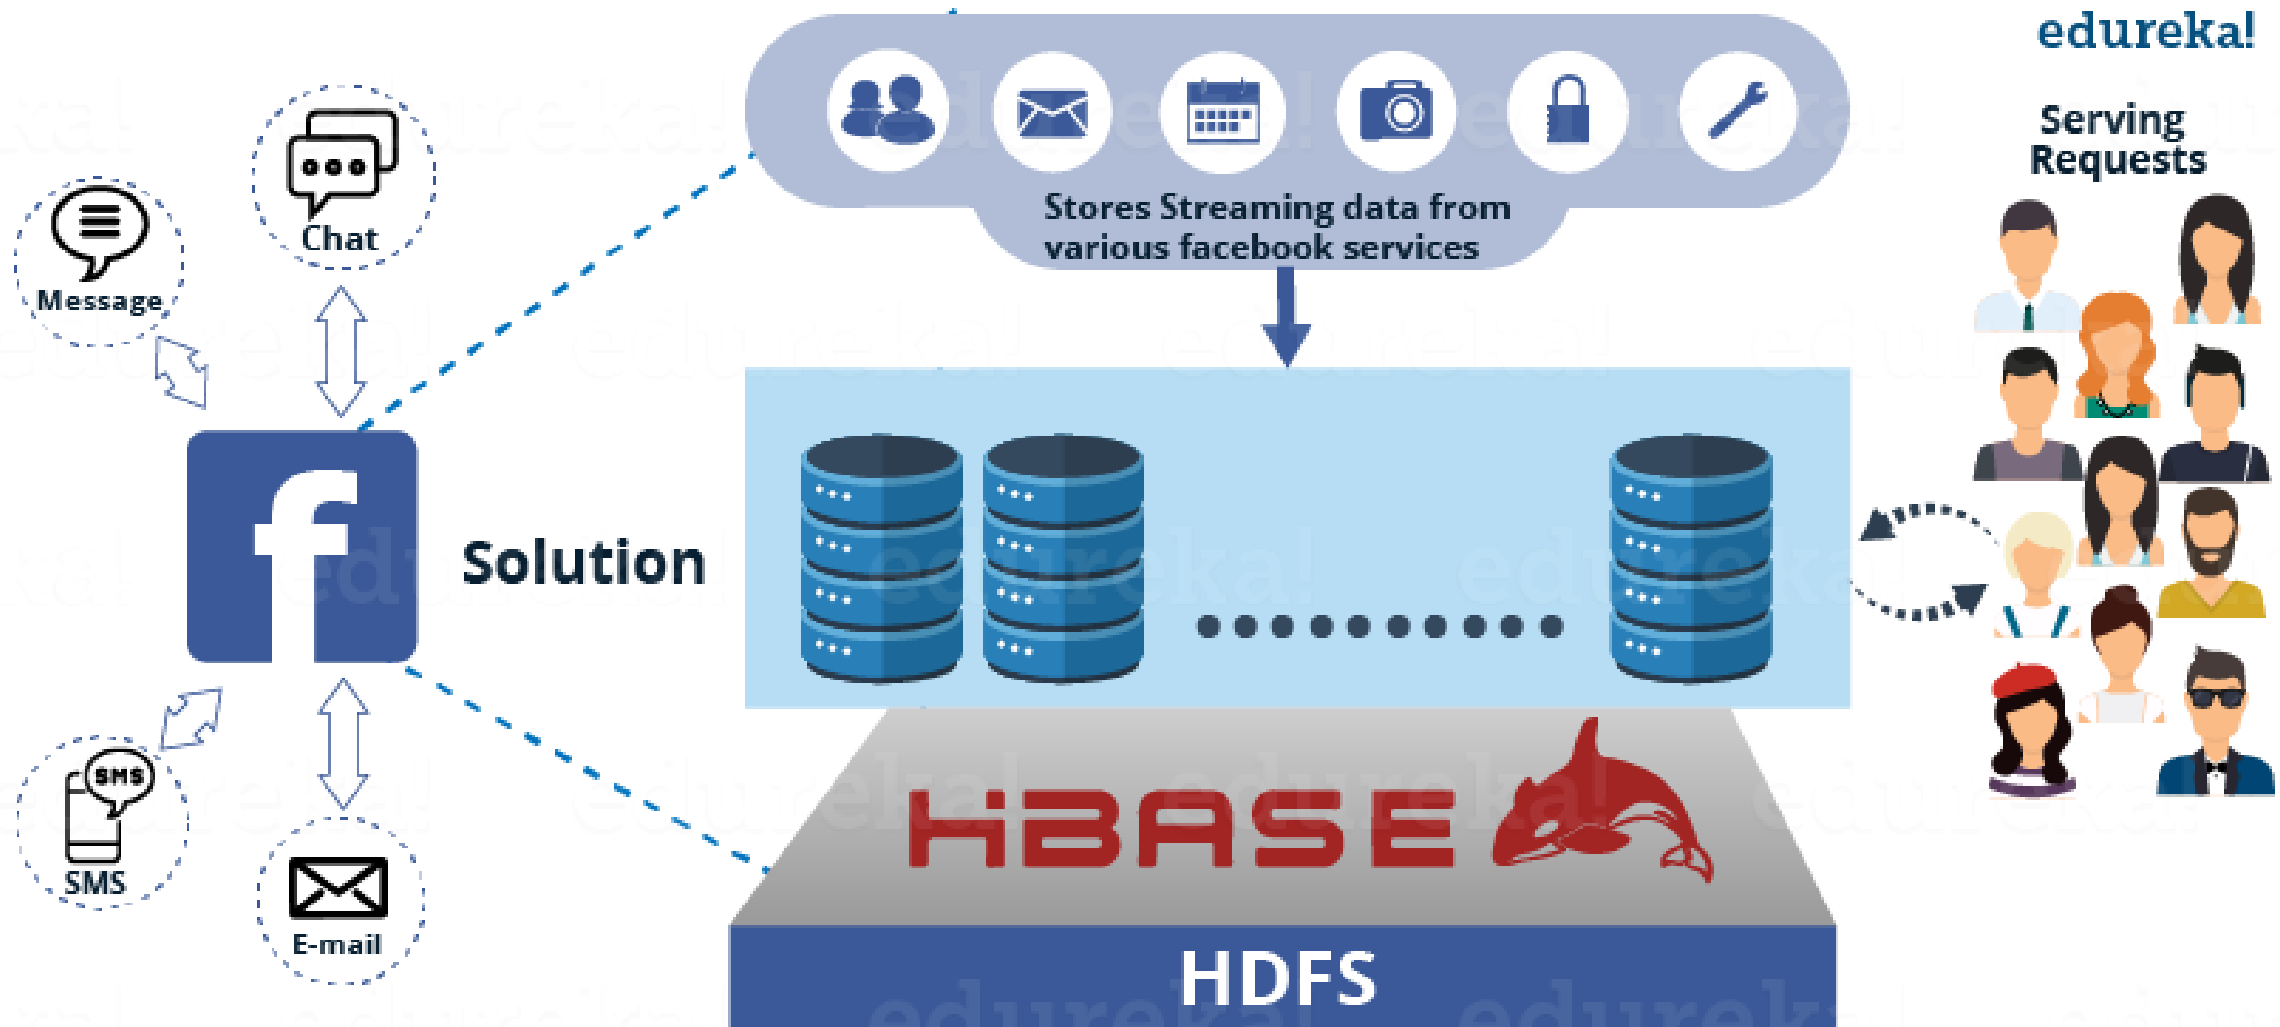 edureka!
Serving
Requests
Chat
Message
Stores Streaming data from
various facebook services
f
Solution
SMS
SMS
E-mail
HBASE
HDFS